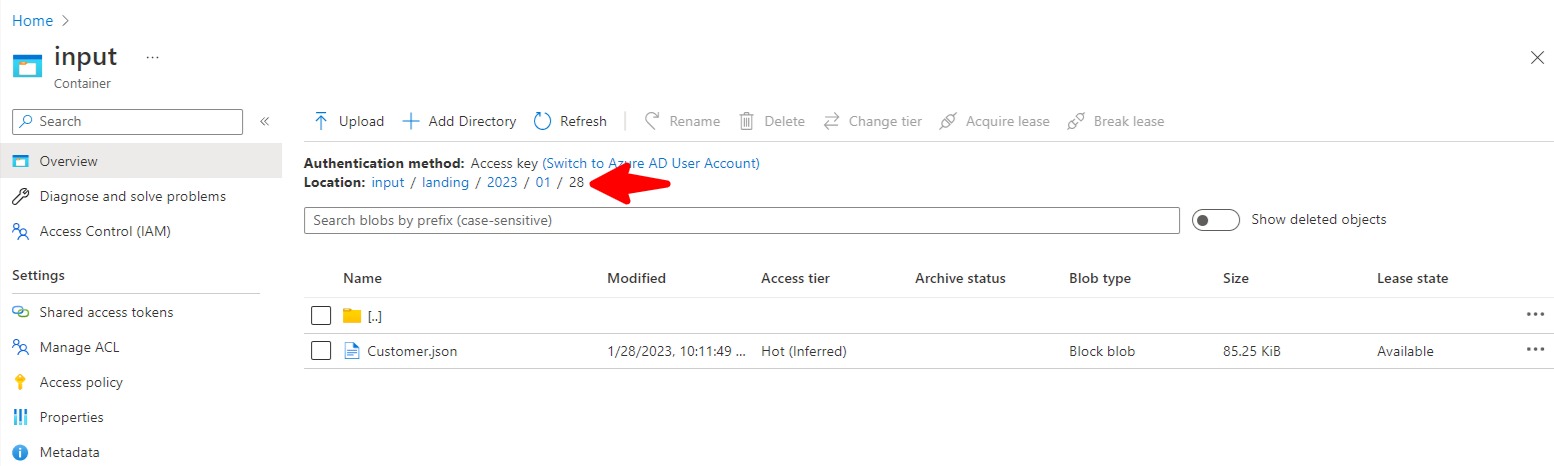 Home >
input ...
Container
Search «
Upload Add Directory Refresh Rename Delete Change tier Acquire lease Break lease
Overview
Diagnose and solve problems
Access Control (IAM)
Settings
Shared access tokens
Manage ACL
Access policy
Properties
Metadata
Authentication method: Access key (Switch to Azure AD User Account)
Location: input / landing / 2023 / 01 / 28
Search blobs by prefix (case-sensitive)
Show deleted objects
Name Modified Access tier Archive status Blob type Size Lease state
[..] ...
Customer.json 1/28/2023, 10:11:49 ... Hot (Inferred) Block blob 85.25 KiB Available ...